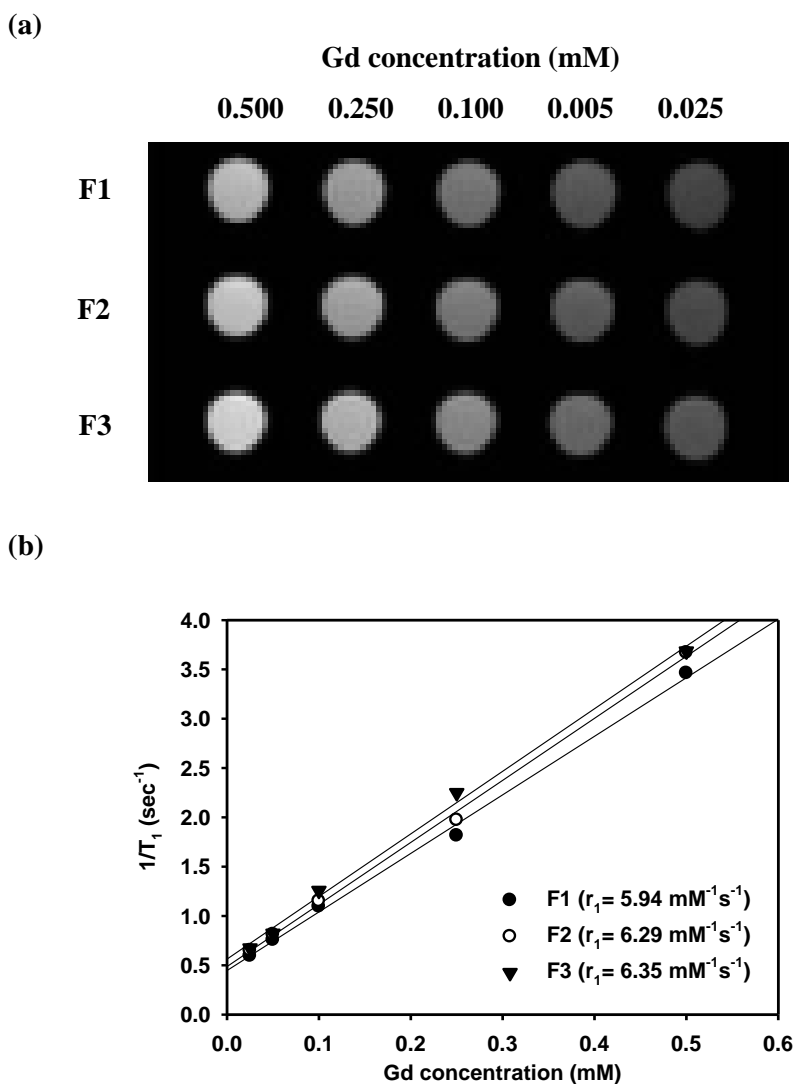 (a)
Gd concentration (mM)
0.500 0.250 0.100 0.005 0.025
F1
F2
F3
(b)
4.0
3.5
3.0
2.5
2.0
1.5
1.0
0.5
0.0
1/T₁ (sec⁻¹)
F1 (r₁= 5.94 mM⁻¹s⁻¹)
F2 (r₁= 6.29 mM⁻¹s⁻¹)
F3 (r₁= 6.35 mM⁻¹s⁻¹)
0.0 0.1 0.2 0.3 0.4 0.5 0.6
Gd concentration (mM)